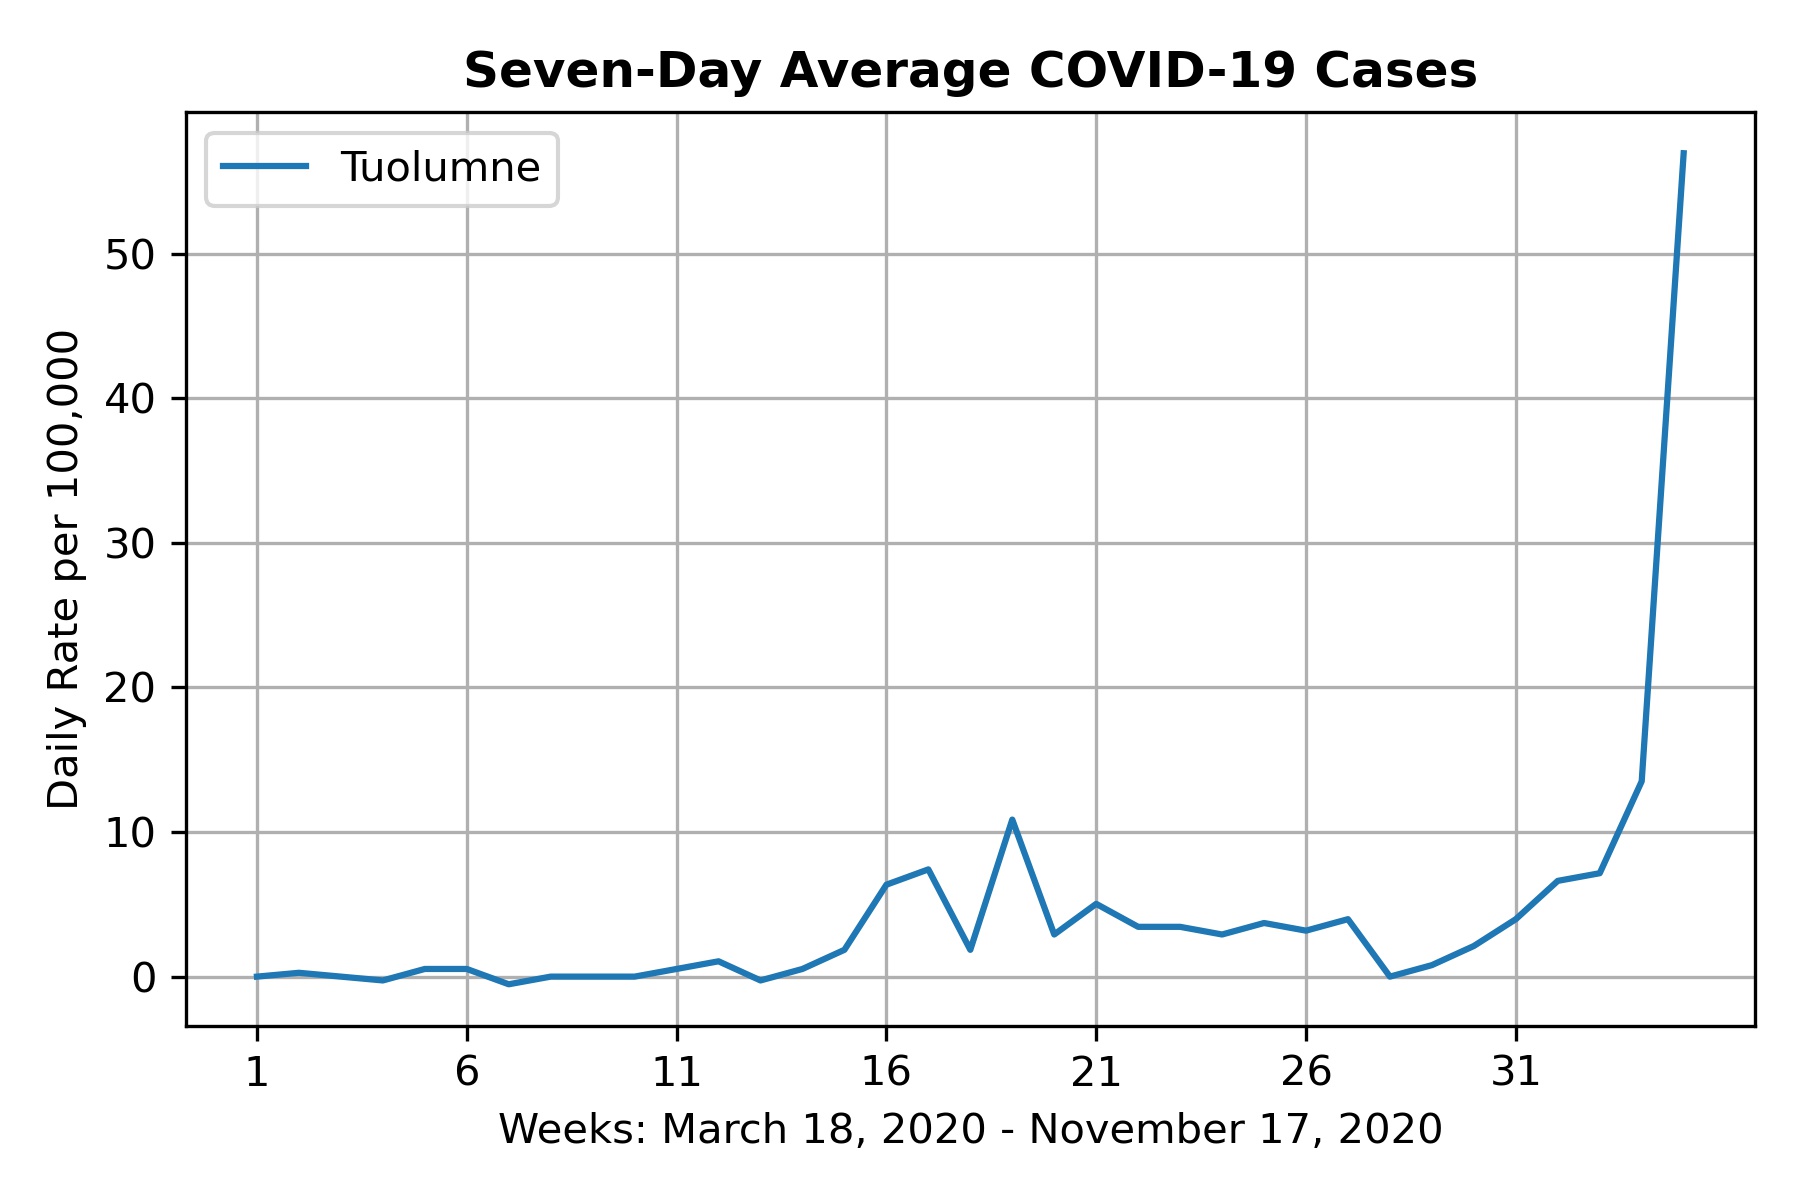 Seven-Day Average COVID-19 Cases
Tuolumne
Daily Rate per 100,000
50
40
30
20
10
0
1 6 11 16 21 26 31
Weeks: March 18, 2020 - November 17, 2020